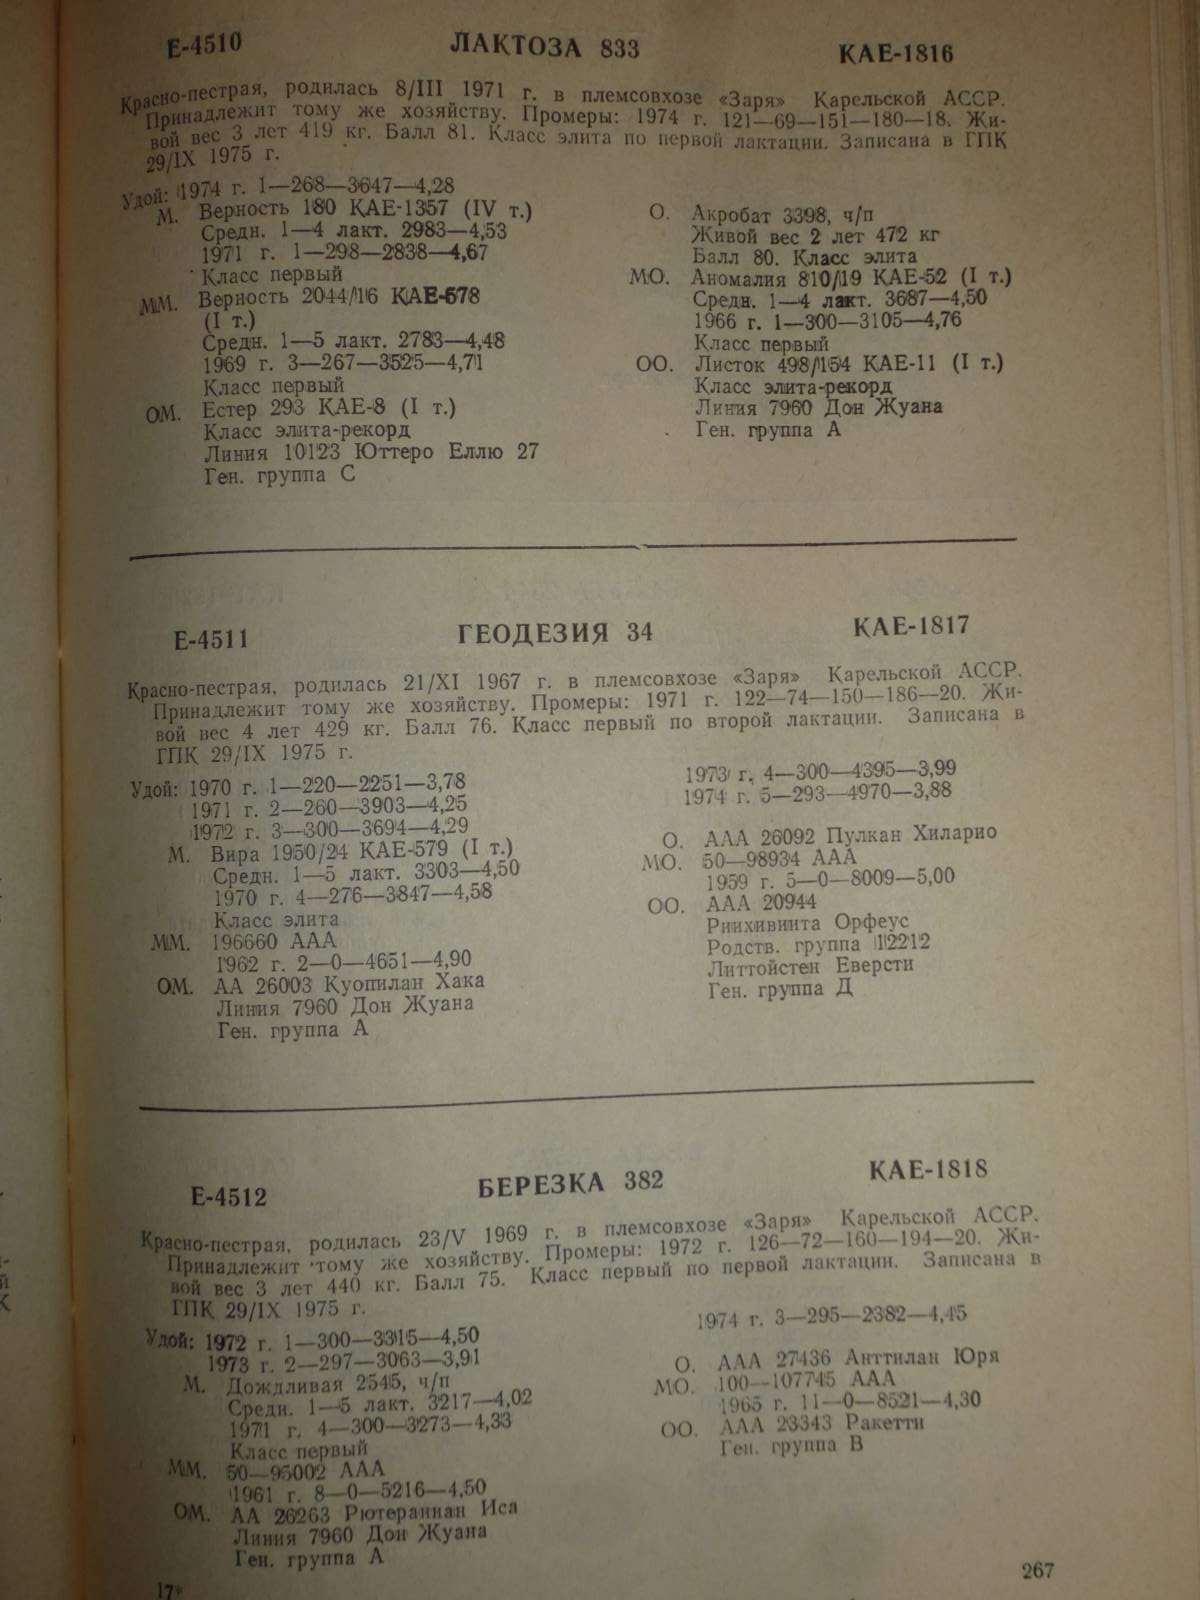 Е-4510 ЛАКТОЗА 833 КАЕ-1816
Красно-пестрая, родилась 8/III 1971 г. в племсовхозе «Заря» Карельской АССР.
Принадлежит тому же хозяйству. Промеры: 1974 г. 121—69—151—180—18. Жи-
вой вес 3 лет 419 кг. Балл 81. Класс элита по первой лактации. Записана в ГПК
29/IX 1975 г.
Удой: 1974 г. 1—268—3647—4,28
М. Верность 180 КАЕ-1357 (IV т.)
Средн. 1—4 лакт. 2983—4,53
1971 г. 1—298—2838—4,67
Класс первый
ММ. Верность 2044/16 КАЕ-578
(I т.)
Средн. 1—5 лакт. 2783—4,48
1969 г. 3—267—3525—4,71
Класс первый
ОМ. Естер 293 КАЕ-8 (I т.)
Класс элита-рекорд
Линия 10123 Юттеро Еллю 27
Ген. группа С
О. Акробат 3398, ч/п
Живой вес 2 лет 472 кг
Балл 80. Класс элита
МО. Аномалия 810/19 КАЕ-52 (I т.)
Средн. 1—4 лакт. 3687—4,50
1966 г. 1—300—3105—4,76
Класс первый
ОО. Листок 498/154 КАЕ-11 (I т.)
Класс элита-рекорд
Линия 7960 Дон Жуана
Ген. группа А
Е-4511 ГЕОДЕЗИЯ 34 КАЕ-1817
Красно-пестрая, родилась 21/XI 1967 г. в племсовхозе «Заря» Карельской АССР.
Принадлежит тому же хозяйству. Промеры: 1971 г. 122—74—150—186—20. Жи-
вой вес 4 лет 429 кг. Балл 76. Класс первый по второй лактации. Записана в
ГПК 29/IX 1975 г.
Удой: 1970 г. 1—220—2251—3,78
1971 г. 2—260—3903—4,25
1972 г. 3—300—3694—4,29
М. Вира 1950/24 КАЕ-579 (I т.)
Средн. 1—5 лакт. 3303—4,50
1970 г. 4—276—3847—4,58
Класс элита
ММ. 196660 ААА
1962 г. 2—0—4651—4,90
ОМ. АА 26003 Куопилан Хака
Линия 7960 Дон Жуана
Ген. группа А
1973 г. 4—300—4395—3,99
1974 г. 5—293—4970—3,88
О. ААА 26092 Пулкан Хиларио
МО. 50—98934 ААА
1959 г. 5—0—8009—5,00
ОО. ААА 20944
Риихивиита Орфеус
Родств. группа 12212
Литтойстен Еверсти
Ген. группа Д
Е-4512 БЕРЕЗКА 382 КАЕ-1818
Красно-пестрая, родилась 23/V 1969 г. в племсовхозе «Заря» Карельской АССР.
Принадлежит тому же хозяйству. Промеры: 1972 г. 126—72—160—194—20. Жи-
вой вес 3 лет 440 кг. Балл 75. Класс первый по первой лактации. Записана в
ГПК 29/IX 1975 г.
Удой: 1972 г. 1—300—3315—4,50
1973 г. 2—297—3063—3,91
М. Дождливая 2545, ч/п
Средн. 1—5 лакт. 3217—4,02
1971 г. 4—300—3273—4,33
Класс первый
ММ. 50—95002 ААА
1961 г. 8—0—5216—4,50
ОМ. АА 26263 Рютераннан Иса
Линия 7960 Дон Жуана
Ген. группа А
1974 г. 3—295—2382—4,45
О. ААА 27436 Анттилан Юря
МО. 100—107745 ААА
1965 г. 11—0—8521—4,30
ОО. ААА 23343 Ракетти
Ген. группа В
17*
267